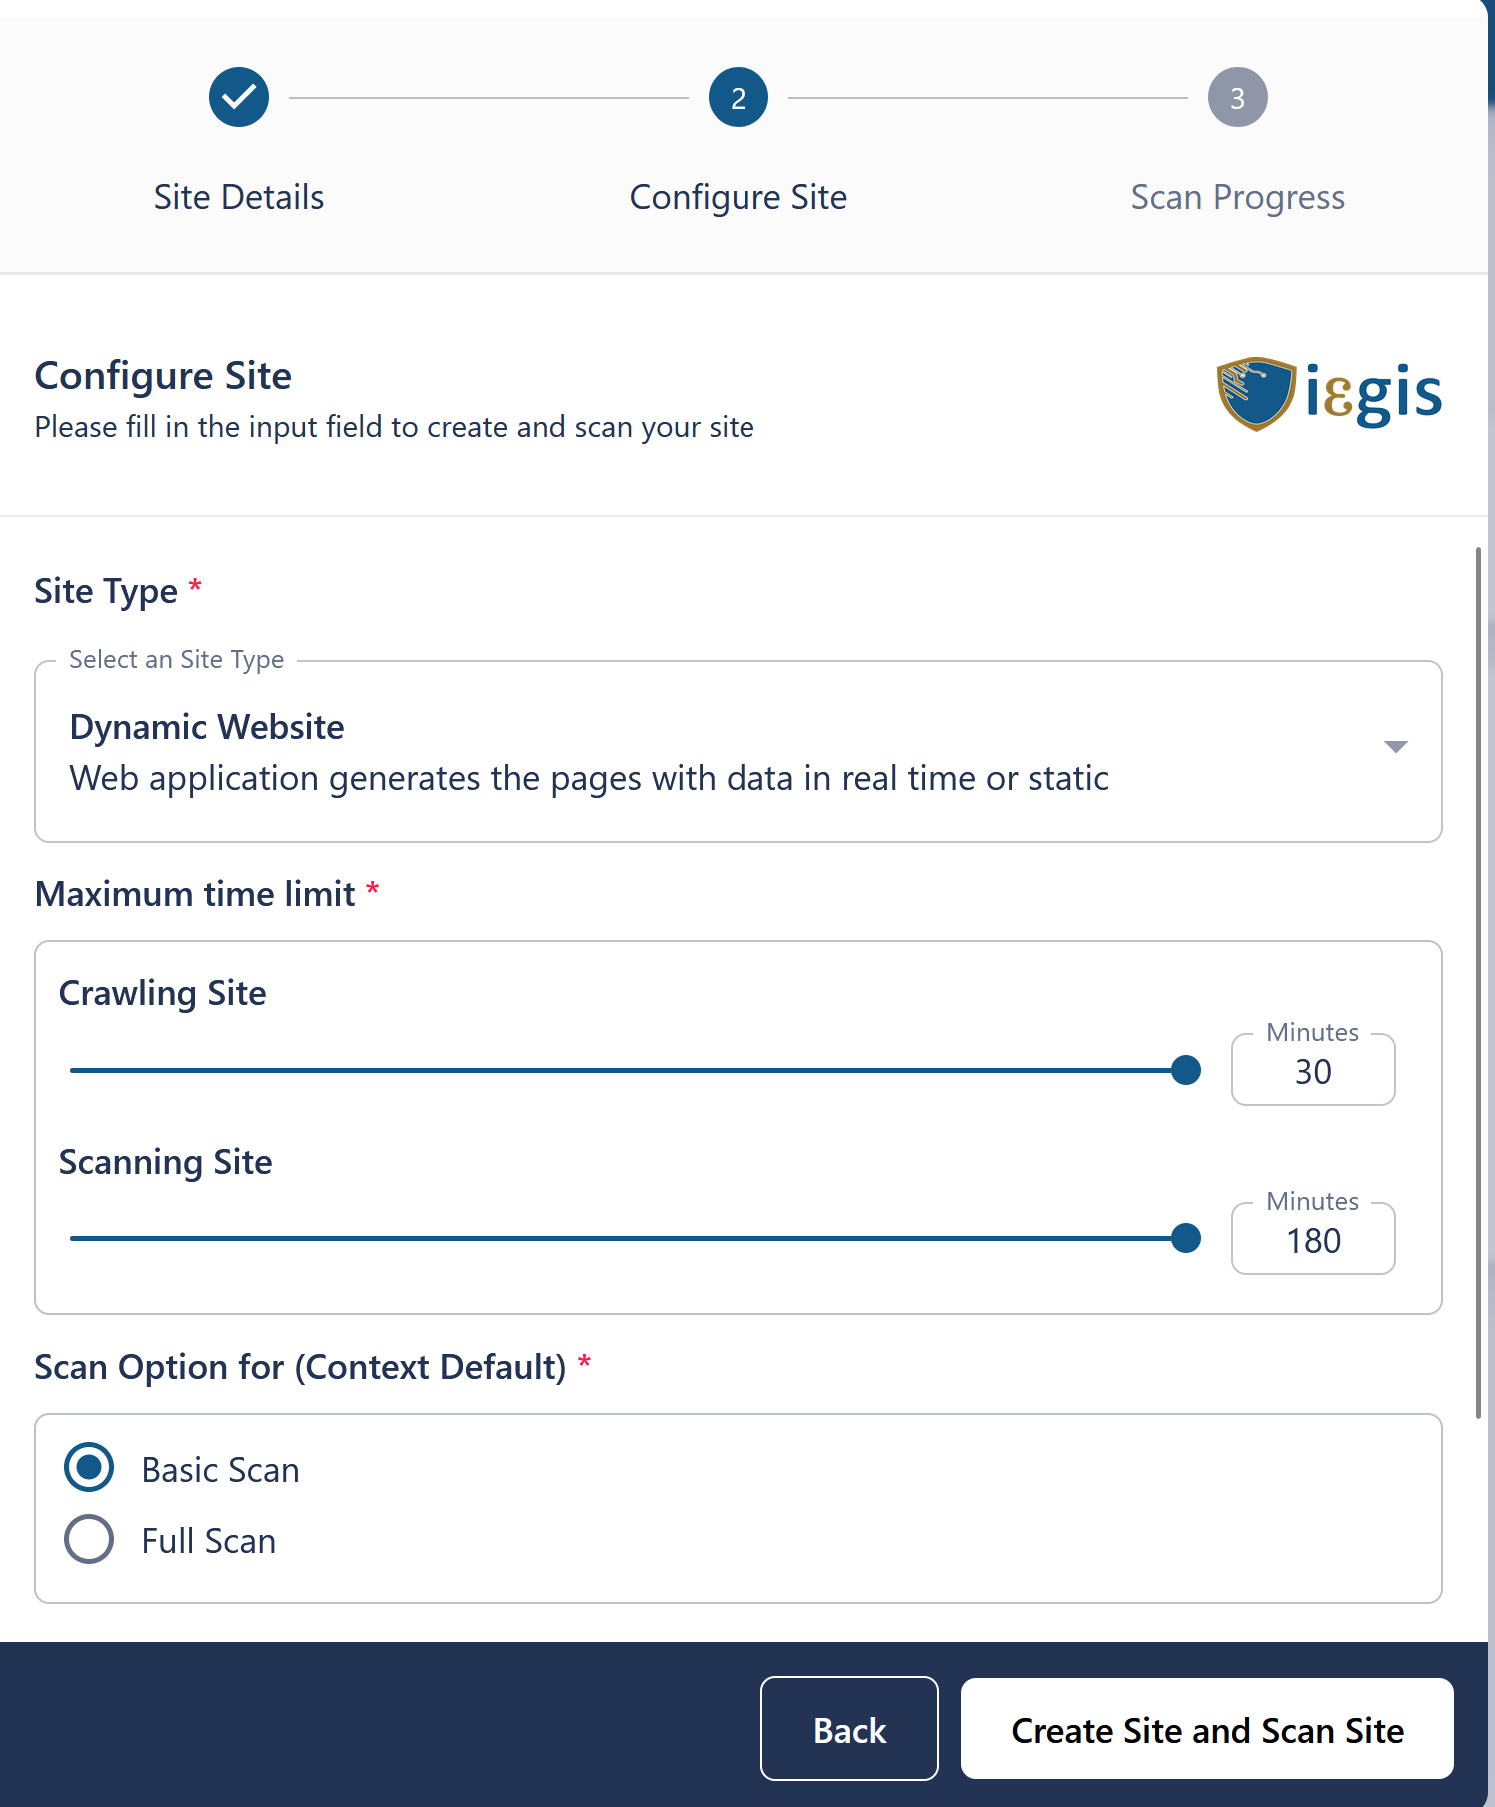 2
3
Site Details
Configure Site
Scan Progress
Configure Site
Please fill in the input field to create and scan your site
iεgis
Site Type *
Select an Site Type
Dynamic Website
Web application generates the pages with data in real time or static
Maximum time limit *
Crawling Site
Minutes
30
Scanning Site
Minutes
180
Scan Option for (Context Default) *
Basic Scan
Full Scan
Back
Create Site and Scan Site